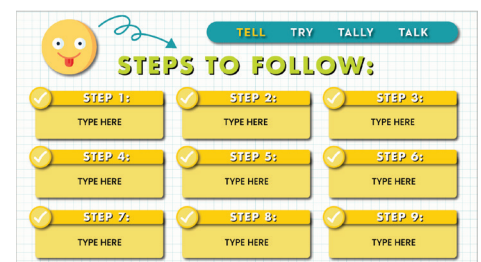 TELL TRY TALLY TALK
STEPS TO FOLLOW:
STEP 1: STEP 2: STEP 3:
TYPE HERE TYPE HERE TYPE HERE
STEP 4: STEP 5: STEP 6:
TYPE HERE TYPE HERE TYPE HERE
STEP 7: STEP 8: STEP 9:
TYPE HERE TYPE HERE TYPE HERE